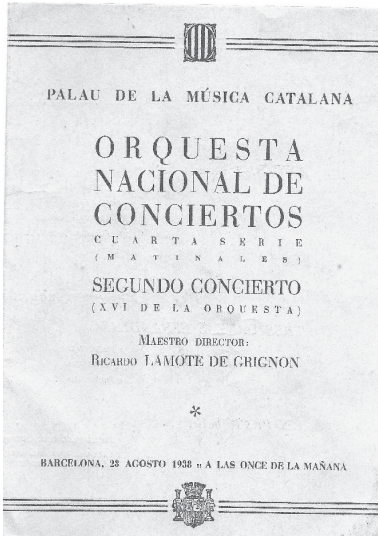 PALAU DE LA MÚSICA CATALANA
ORQUESTA
NACIONAL DE
CONCIERTOS
CUARTA SERIE
(MATINALES)
SEGUNDO CONCIERTO
(XVI DE LA ORQUESTA)
MAESTRO DIRECTOR:
RICARDO LAMOTE DE GRIGNON
*
BARCELONA, 28 AGOSTO 1938 :: A LAS ONCE DE LA MAÑANA